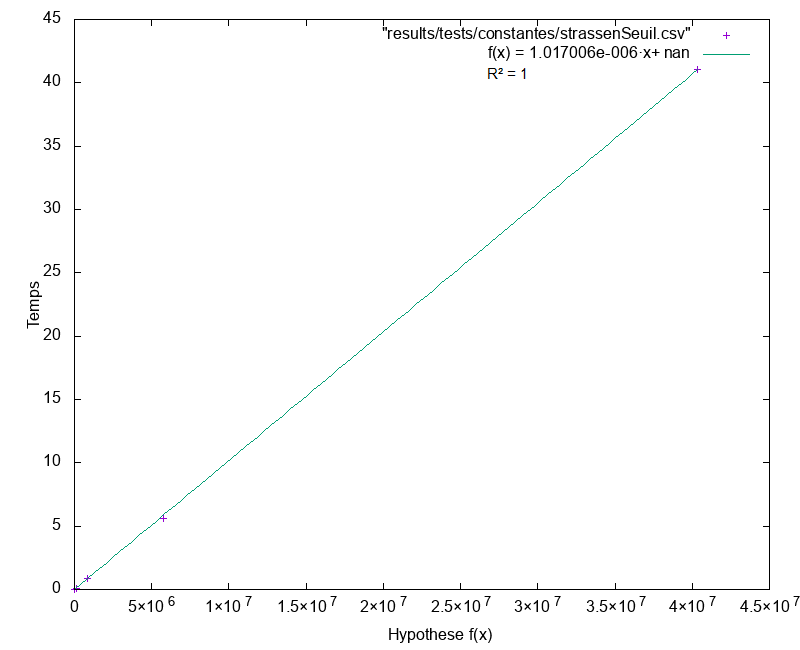 "results/tests/constantes/strassenSeuil.csv"
f(x) = 1.017006e-006·x+ nan
R² = 1
45
40
35
30
25
20
15
10
5
0
Temps
0 5×10⁶ 1×10⁷ 1.5×10⁷ 2×10⁷ 2.5×10⁷ 3×10⁷ 3.5×10⁷ 4×10⁷ 4.5×10⁷
Hypothese f(x)